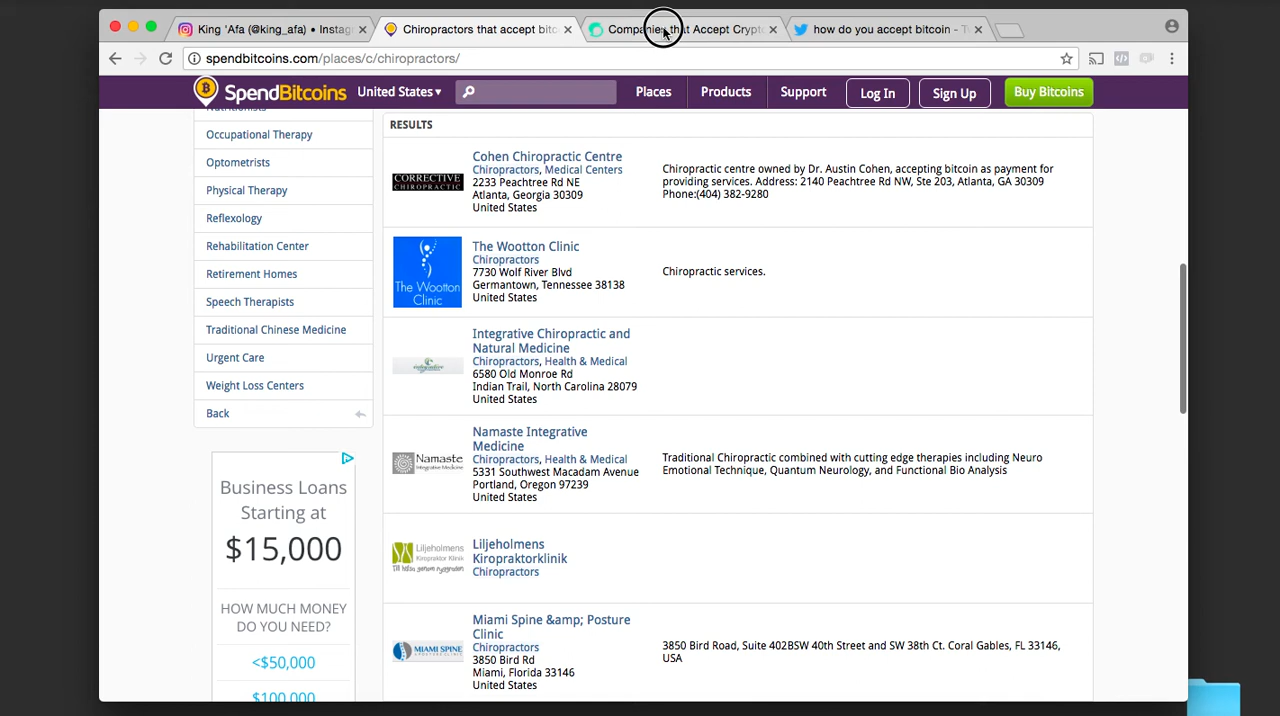 King 'Afa (@king_afa) • Instag
Chiropractors that accept bitc
Companies that Accept Crypto
how do you accept bitcoin - Tw
spendbitcoins.com/places/c/chiropractors/
SpendBitcoins
United States
Places
Products
Support
Log In
Sign Up
Buy Bitcoins
Nutritionists
Occupational Therapy
Optometrists
Physical Therapy
Reflexology
Rehabilitation Center
Retirement Homes
Speech Therapists
Traditional Chinese Medicine
Urgent Care
Weight Loss Centers
Back
Business Loans
Starting at
$15,000
HOW MUCH MONEY
DO YOU NEED?
<$50,000
$100,000
RESULTS
CORRECTIVE
CHIROPRACTIC
Cohen Chiropractic Centre
Chiropractors, Medical Centers
2233 Peachtree Rd NE
Atlanta, Georgia 30309
United States
Chiropractic centre owned by Dr. Austin Cohen, accepting bitcoin as payment for
providing services. Address: 2140 Peachtree Rd NW, Ste 203, Atlanta, GA 30309
Phone:(404) 382-9280
The Wootton
Clinic
The Wootton Clinic
Chiropractors
7730 Wolf River Blvd
Germantown, Tennessee 38138
United States
Chiropractic services.
Integrative Chiropractic and
Natural Medicine
Chiropractors, Health & Medical
6580 Old Monroe Rd
Indian Trail, North Carolina 28079
United States
Namaste
Integrative Medicine
Namaste Integrative
Medicine
Chiropractors, Health & Medical
5331 Southwest Macadam Avenue
Portland, Oregon 97239
United States
Traditional Chiropractic combined with cutting edge therapies including Neuro
Emotional Technique, Quantum Neurology, and Functional Bio Analysis
Liljeholmens
Kiropraktor Klinik
Till hälsa genom ryggraden
Liljeholmens
Kiropraktorklinik
Chiropractors
MIAMI SPINE
Miami Spine &amp; Posture
Clinic
Chiropractors
3850 Bird Rd
Miami, Florida 33146
United States
3850 Bird Road, Suite 402BSW 40th Street and SW 38th Ct. Coral Gables, FL 33146,
USA